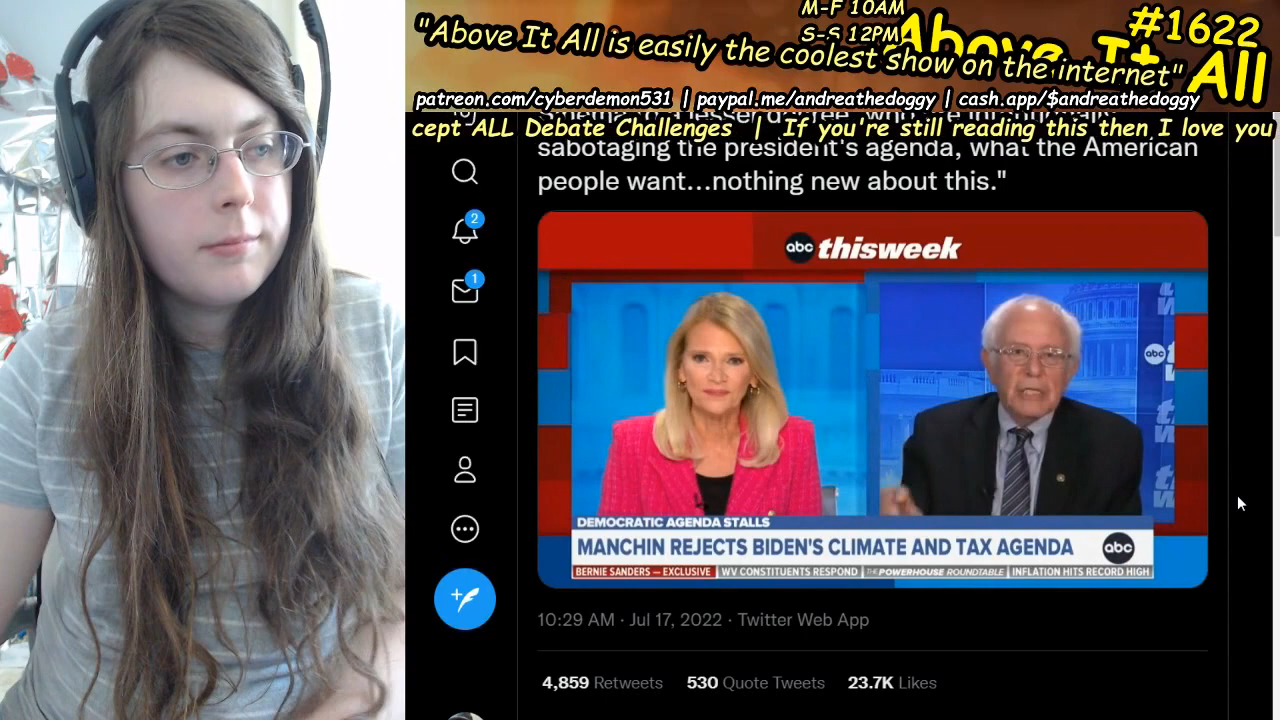 M-F 10AM
S-S 12PM
Above It All
#1622
"Above It All is easily the coolest show on the internet"
patreon.com/cyberdemon531 | paypal.me/andreathedoggy | cash.app/$andreathedoggy
cept ALL Debate Challenges | If you're still reading this then I love you
sabotaging the president's agenda, what the American
people want...nothing new about this."
2
1
abc thisweek
abc
DEMOCRATIC AGENDA STALLS
MANCHIN REJECTS BIDEN'S CLIMATE AND TAX AGENDA
abc
BERNIE SANDERS — EXCLUSIVE | WV CONSTITUENTS RESPOND | THE POWERHOUSE ROUNDTABLE | INFLATION HITS RECORD HIGH
10:29 AM · Jul 17, 2022 · Twitter Web App
4,859 Retweets 530 Quote Tweets 23.7K Likes